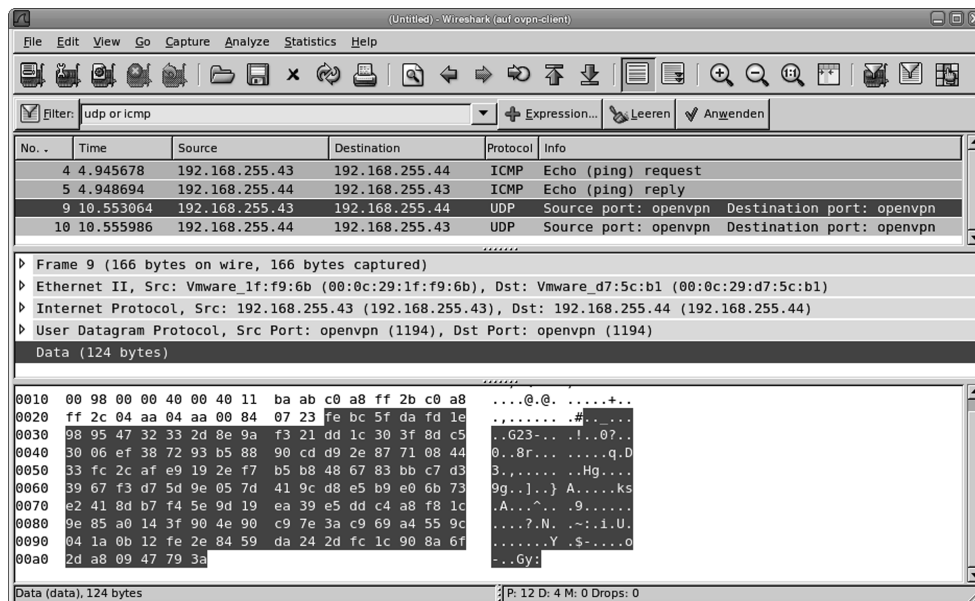 (Untitled) - Wireshark (auf ovpn-client)
File Edit View Go Capture Analyze Statistics Help
Filter: udp or icmp Expression... Leeren Anwenden
No. . Time Source Destination Protocol Info
4 4.945678 192.168.255.43 192.168.255.44 ICMP Echo (ping) request
5 4.948694 192.168.255.44 192.168.255.43 ICMP Echo (ping) reply
9 10.553064 192.168.255.43 192.168.255.44 UDP Source port: openvpn Destination port: openvpn
10 10.555986 192.168.255.44 192.168.255.43 UDP Source port: openvpn Destination port: openvpn
Frame 9 (166 bytes on wire, 166 bytes captured)
Ethernet II, Src: Vmware_1f:f9:6b (00:0c:29:1f:f9:6b), Dst: Vmware_d7:5c:b1 (00:0c:29:d7:5c:b1)
Internet Protocol, Src: 192.168.255.43 (192.168.255.43), Dst: 192.168.255.44 (192.168.255.44)
User Datagram Protocol, Src Port: openvpn (1194), Dst Port: openvpn (1194)
Data (124 bytes)
0010 00 98 00 00 40 00 40 11 ba ab c0 a8 ff 2b c0 a8 ....@.@. .....+..
0020 ff 2c 04 aa 04 aa 00 84 07 23 fe bc 5f da fd 1e .,...... .#.._...
0030 98 95 47 32 33 2d 8e 9a f3 21 dd 1c 30 3f 8d c5 ..G23-.. .!..0?..
0040 30 06 ef 38 72 93 b5 88 90 cd d9 2e 87 71 08 44 0..8r... .....q.D
0050 33 fc 2c af e9 19 2e f7 b5 b8 48 67 83 bb c7 d3 3.,..... ..Hg....
0060 39 67 f3 d7 5d 9e 05 7d 41 9c d8 e5 b9 e0 6b 73 9g..]..} A.....ks
0070 e2 41 8d b7 f4 5e 9d 19 ea 39 e5 dd c4 a8 f8 1c .A...^.. .9......
0080 9e 85 a0 14 3f 90 4e 90 c9 7e 3a c9 69 a4 55 9c ....?.N. .~:.i.U.
0090 04 1a 0b 12 fe 2e 84 59 da 24 2d fc 1c 90 8a 6f .......Y .$-....o
00a0 2d a8 09 47 79 3a -..Gy:
Data (data), 124 bytes P: 12 D: 4 M: 0 Drops: 0